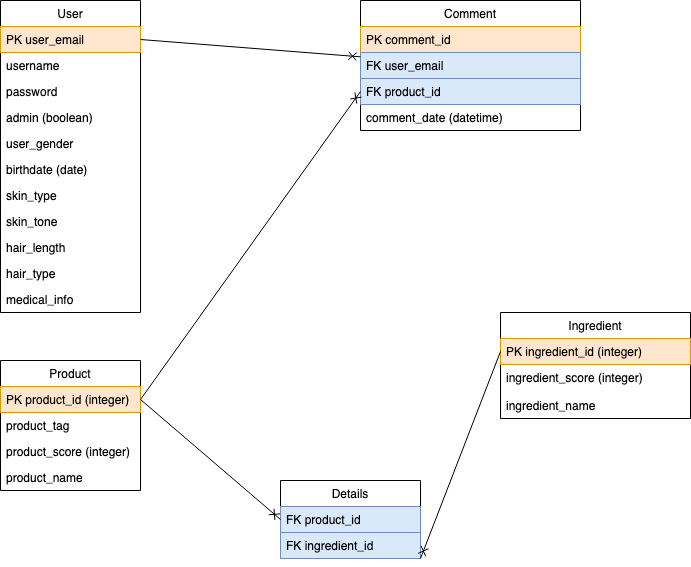 User
PK user_email
username
password
admin (boolean)
user_gender
birthdate (date)
skin_type
skin_tone
hair_length
hair_type
medical_info
Comment
PK comment_id
FK user_email
FK product_id
comment_date (datetime)
Product
PK product_id (integer)
product_tag
product_score (integer)
product_name
Ingredient
PK ingredient_id (integer)
ingredient_score (integer)
ingredient_name
Details
FK product_id
FK ingredient_id